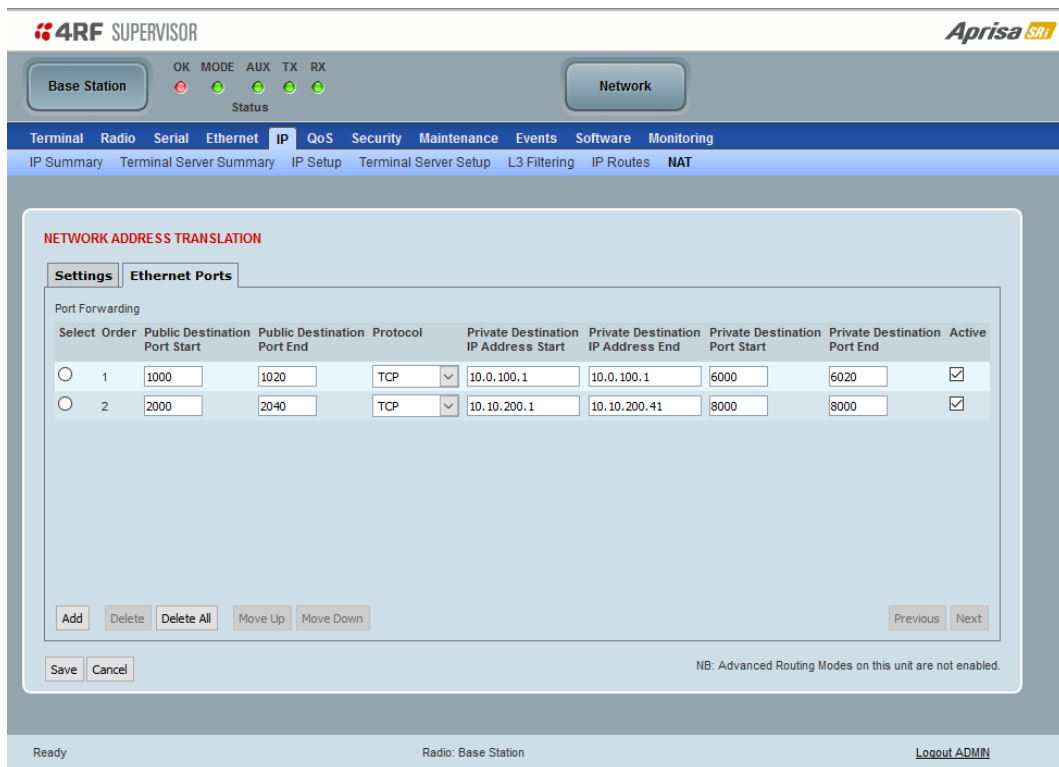 4RF SUPERVISOR
Aprisa SRi
Base Station
OK MODE AUX TX RX
Status
Network
Terminal Radio Serial Ethernet IP QoS Security Maintenance Events Software Monitoring
IP Summary Terminal Server Summary IP Setup Terminal Server Setup L3 Filtering IP Routes NAT
NETWORK ADDRESS TRANSLATION
Settings Ethernet Ports
Port Forwarding
Select Order Public Destination Public Destination Protocol Private Destination Private Destination Private Destination Private Destination Active
Port Start Port End IP Address Start IP Address End Port Start Port End
1 1000 1020 TCP 10.0.100.1 10.0.100.1 6000 6020
2 2000 2040 TCP 10.10.200.1 10.10.200.41 8000 8000
Add Delete Delete All Move Up Move Down Previous Next
Save Cancel NB: Advanced Routing Modes on this unit are not enabled.
Ready Radio: Base Station Logout ADMIN